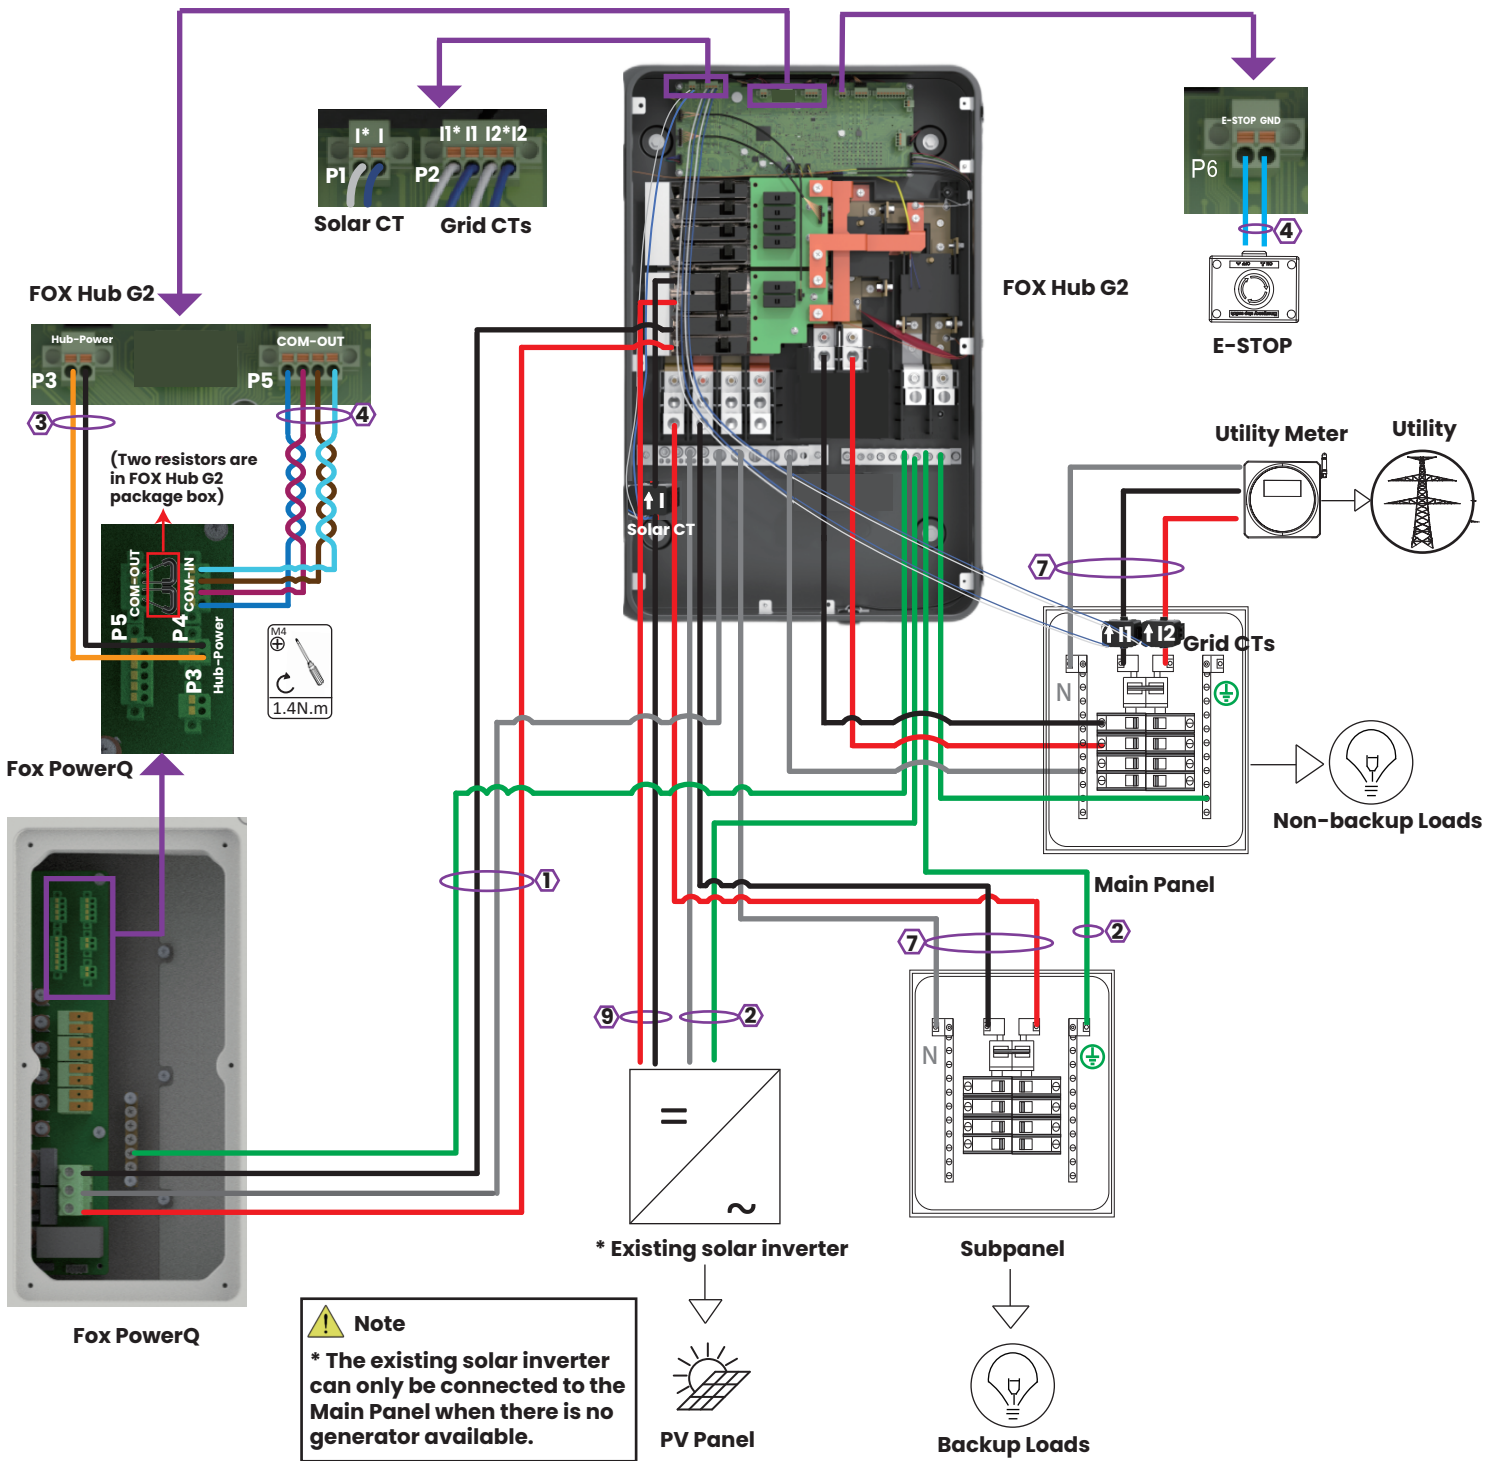 I* I
I1* I1 I2* I2
P1
P2
Solar CT
Grid CTs
E-STOP GND
P6
4
E-STOP
FOX Hub G2
FOX Hub G2
Hub-Power
COM-OUT
P3
P5
3
4
(Two resistors are
in FOX Hub G2
package box)
COM-OUT
COM-IN
P5
P4
P3
Hub-Power
M4
1.4N.m
Fox PowerQ
I
Solar CT
Utility Meter
Utility
7
I1
I2
Grid CTs
N
Non-backup Loads
Main Panel
1
7
2
9
2
N
* Existing solar inverter
Subpanel
Fox PowerQ
Note
* The existing solar inverter
can only be connected to the
Main Panel when there is no
generator available.
PV Panel
Backup Loads